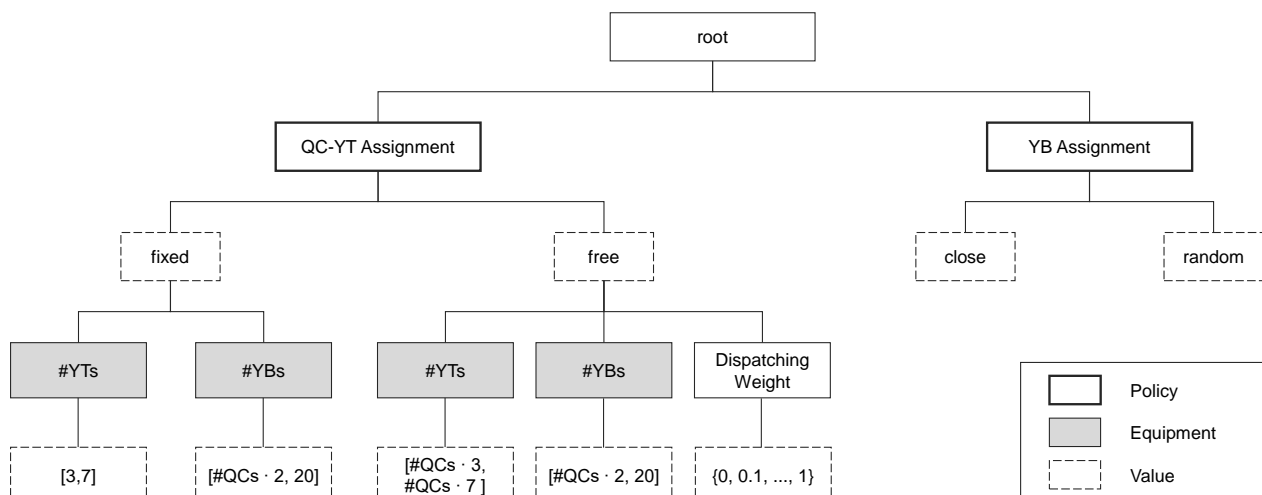 root
QC-YT Assignment
YB Assignment
fixed
free
close
random
#YTs
#YBs
#YTs
#YBs
Dispatching
Weight
[3,7]
[#QCs · 2, 20]
[#QCs · 3,
#QCs · 7 ]
[#QCs · 2, 20]
{0, 0.1, ..., 1}
Policy
Equipment
Value